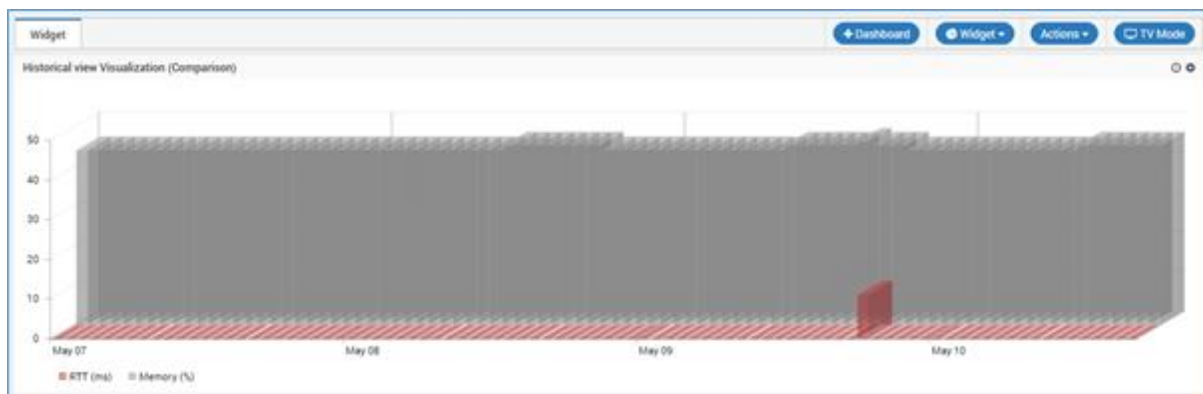 Widget
Dashboard
Widget
Actions
TV Mode
Historical view Visualization (Comparison)
50
40
30
20
10
0
May 07
May 08
May 09
May 10
RTT (ms)
Memory (%)